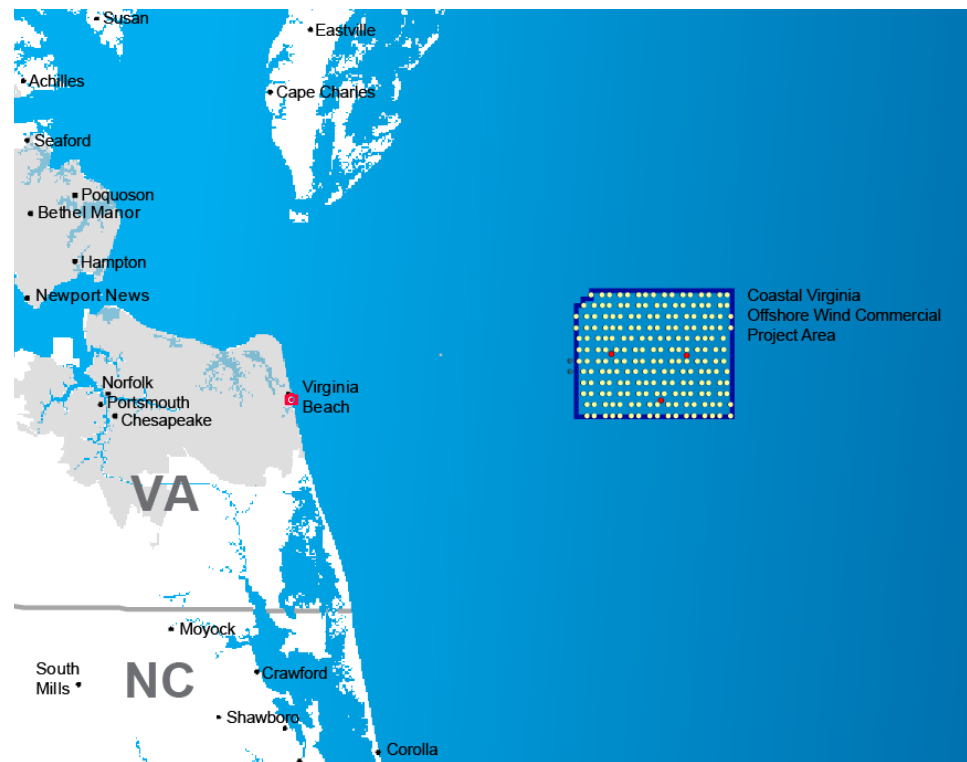 Susan
Eastville
Achilles
Cape Charles
Seaford
Poquoson
Bethel Manor
Hampton
Newport News
Coastal Virginia
Offshore Wind Commercial
Project Area
Norfolk
Portsmouth
Chesapeake
Virginia
Beach
C
VA
Moyock
NC
South
Mills
Crawford
Shawboro
Corolla